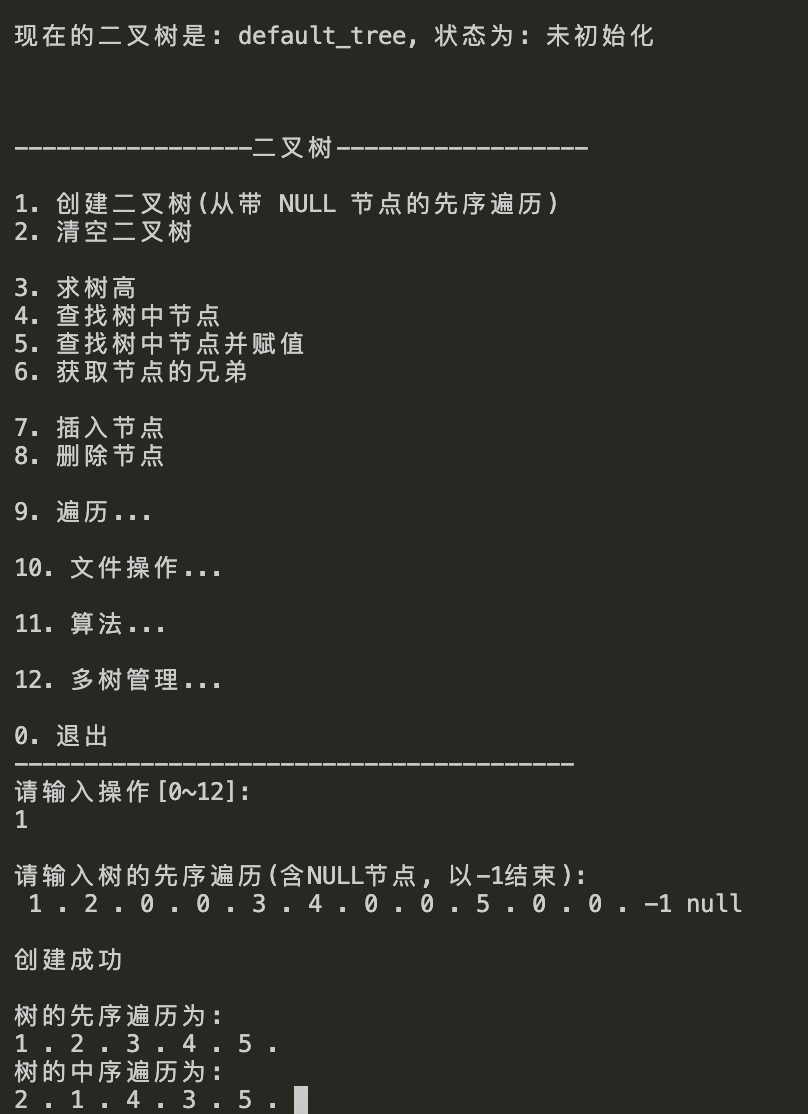 现在的二叉树是: default_tree, 状态为: 未初始化
-----------------二叉树------------------
1. 创建二叉树(从带 NULL 节点的先序遍历)
2. 清空二叉树
3. 求树高
4. 查找树中节点
5. 查找树中节点并赋值
6. 获取节点的兄弟
7. 插入节点
8. 删除节点
9. 遍历...
10. 文件操作...
11. 算法...
12. 多树管理...
0. 退出
----------------------------------------
请输入操作[0~12]:
1
请输入树的先序遍历(含NULL节点, 以-1结束):
1 . 2 . 0 . 0 . 3 . 4 . 0 . 0 . 5 . 0 . 0 . -1 null
创建成功
树的先序遍历为:
1 . 2 . 3 . 4 . 5 .
树的中序遍历为:
2 . 1 . 4 . 3 . 5 .